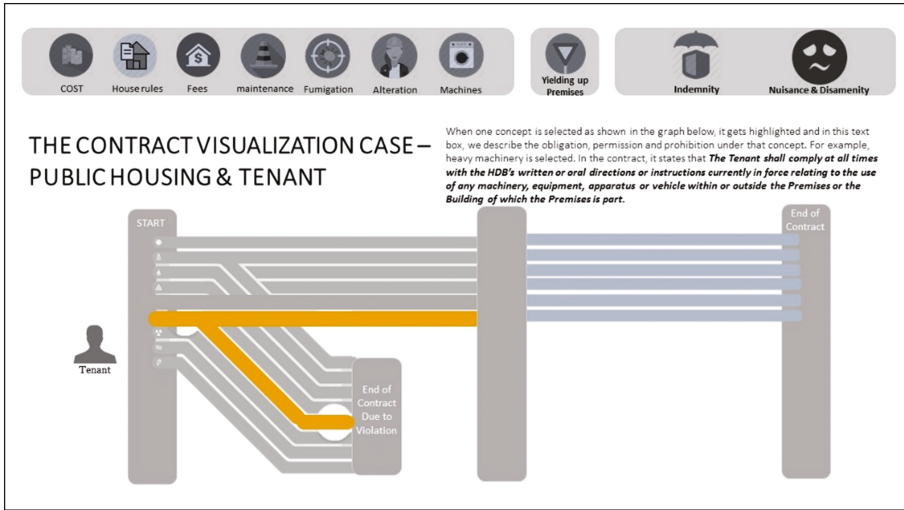 COST
House rules
Fees
maintenance
Fumigation
Alteration
Machines
Yielding up
Premises
Indemnity
Nuisance & Disamenity
THE CONTRACT VISUALIZATION CASE –
PUBLIC HOUSING & TENANT
When one concept is selected as shown in the graph below, it gets highlighted and in this text
box, we describe the obligation, permission and prohibition under that concept. For example,
heavy machinery is selected. In the contract, it states that The Tenant shall comply at all times
with the HDB's written or oral directions or instructions currently in force relating to the use
of any machinery, equipment, apparatus or vehicle within or outside the Premises or the
Building of which the Premises is part.
START
End of
Contract
Tenant
End of
Contract
Due to
Violation